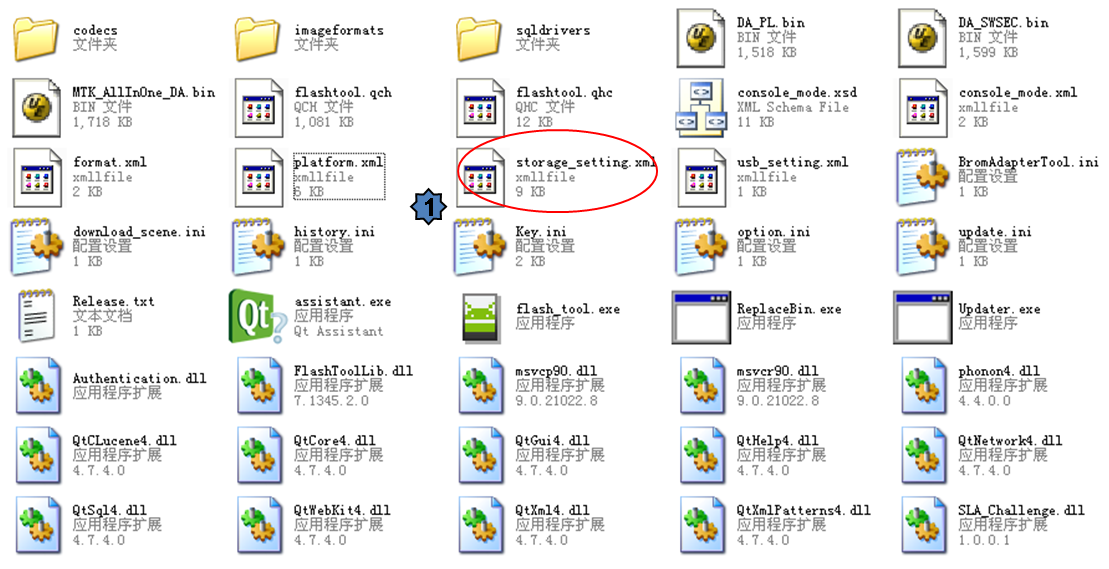 codecs
文件夹
imageformats
文件夹
sqldrivers
文件夹
DA_PL.bin
BIN 文件
1,518 KB
DA_SWSEC.bin
BIN 文件
1,599 KB
MTK_AllInOne_DA.bin
BIN 文件
1,718 KB
flashtool.qch
QCH 文件
1,081 KB
flashtool.qhc
QHC 文件
12 KB
console_mode.xsd
XML Schema File
11 KB
console_mode.xml
xmllfile
2 KB
format.xml
xmllfile
2 KB
platform.xml
xmllfile
6 KB
storage_setting.xml
xmllfile
9 KB
usb_setting.xml
xmllfile
1 KB
BromAdapterTool.ini
配置设置
1 KB
1
download_scene.ini
配置设置
1 KB
history.ini
配置设置
1 KB
Key.ini
配置设置
2 KB
option.ini
配置设置
1 KB
update.ini
配置设置
1 KB
Release.txt
文本文档
1 KB
Qt
assistant.exe
应用程序
Qt Assistant
flash_tool.exe
应用程序
ReplaceBin.exe
应用程序
Updater.exe
应用程序
Authentication.dll
应用程序扩展
FlashToolLib.dll
应用程序扩展
7.1345.2.0
msvcp90.dll
应用程序扩展
9.0.21022.8
msvcr90.dll
应用程序扩展
9.0.21022.8
phonon4.dll
应用程序扩展
4.4.0.0
QtCLucene4.dll
应用程序扩展
4.7.4.0
QtCore4.dll
应用程序扩展
4.7.4.0
QtGui4.dll
应用程序扩展
4.7.4.0
QtHelp4.dll
应用程序扩展
4.7.4.0
QtNetwork4.dll
应用程序扩展
4.7.4.0
QtSql4.dll
应用程序扩展
4.7.4.0
QtWebKit4.dll
应用程序扩展
4.7.4.0
QtXml4.dll
应用程序扩展
4.7.4.0
QtXmlPatterns4.dll
应用程序扩展
4.7.4.0
SLA_Challenge.dll
应用程序扩展
1.0.0.1